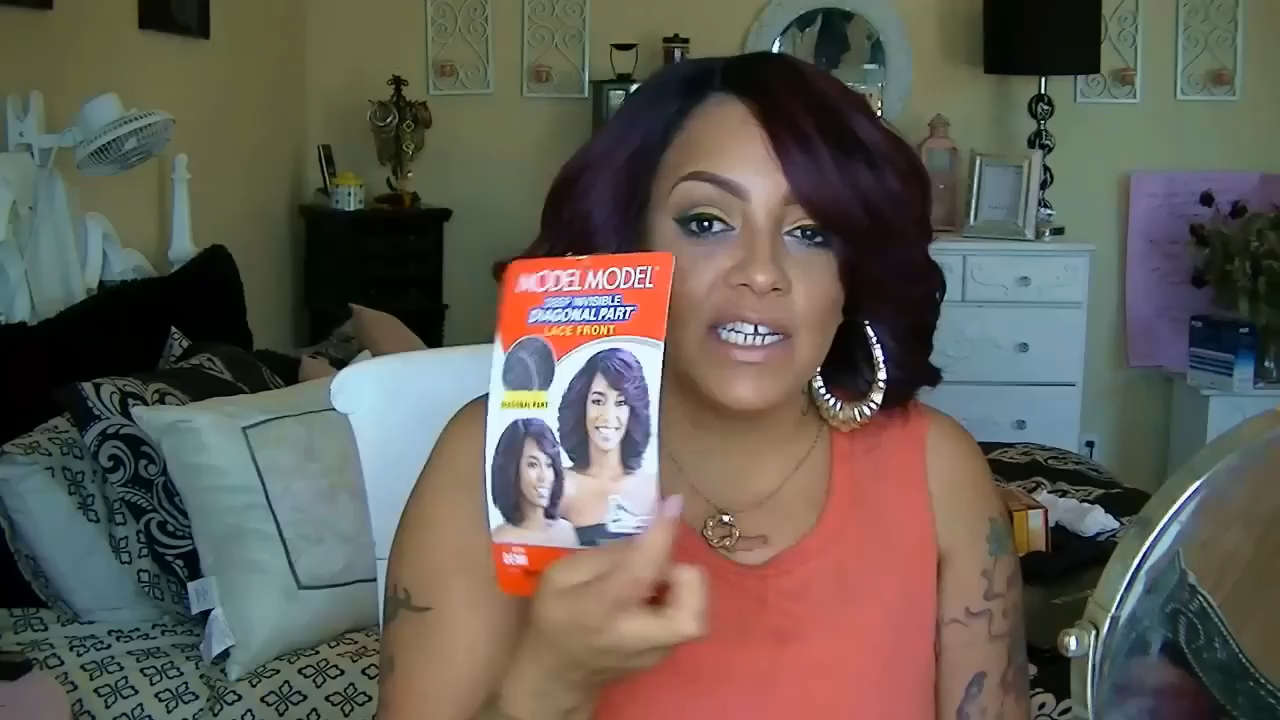 MODEL MODEL
DEEP INVISIBLE
DIAGONAL PART
LACE FRONT
DIAGONAL PART